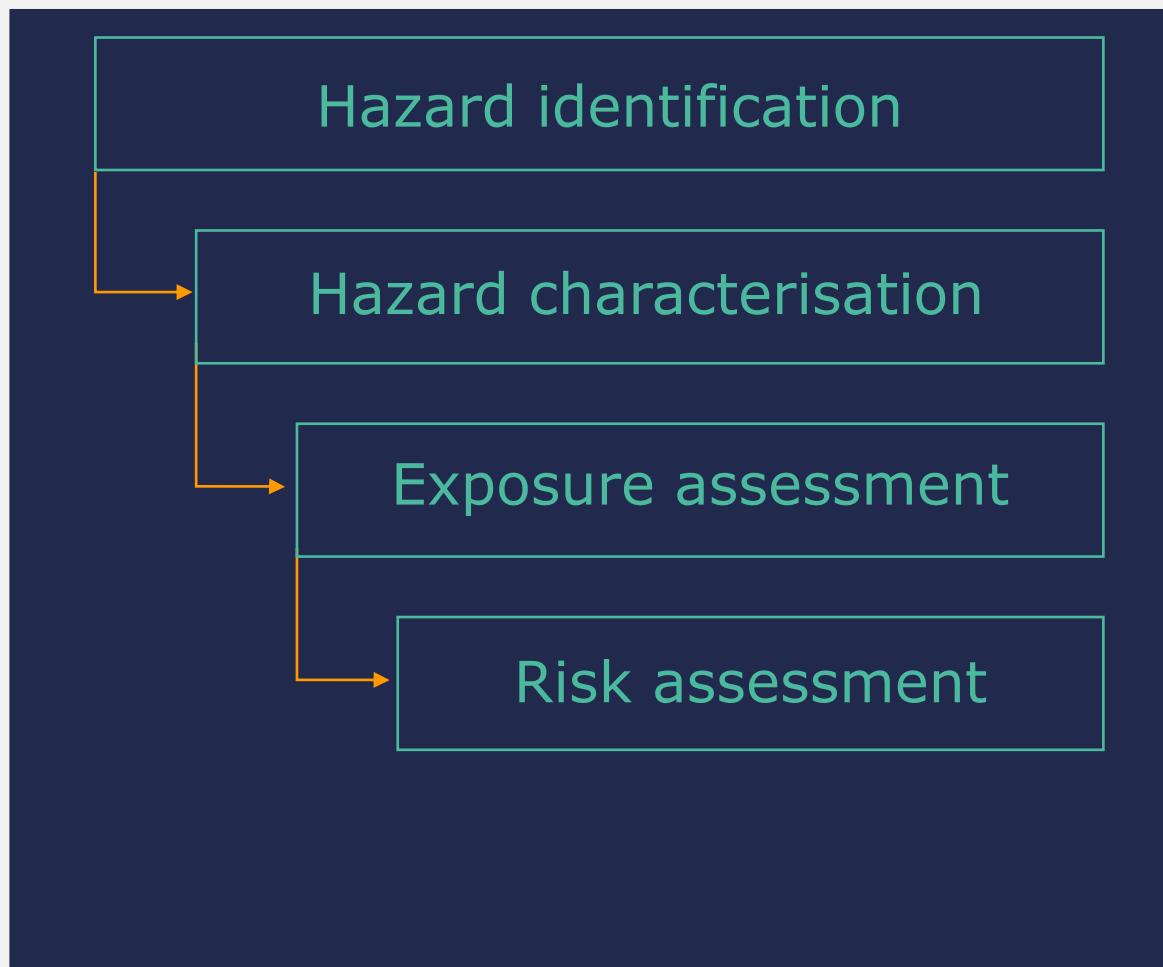 Hazard identification
Hazard characterisation
Exposure assessment
Risk assessment